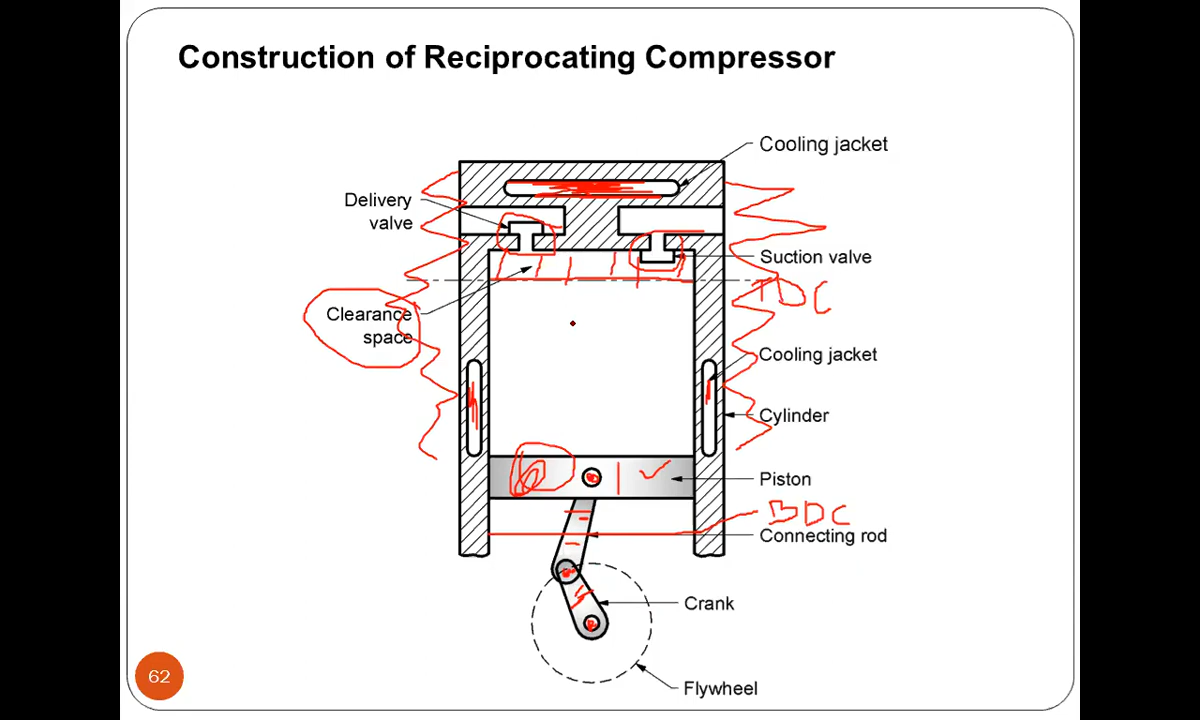 Construction of Reciprocating Compressor
Cooling jacket
Delivery
valve
Suction valve
TDC
Clearance
space
Cooling jacket
Cylinder
Piston
BDC
Connecting rod
Crank
Flywheel
62